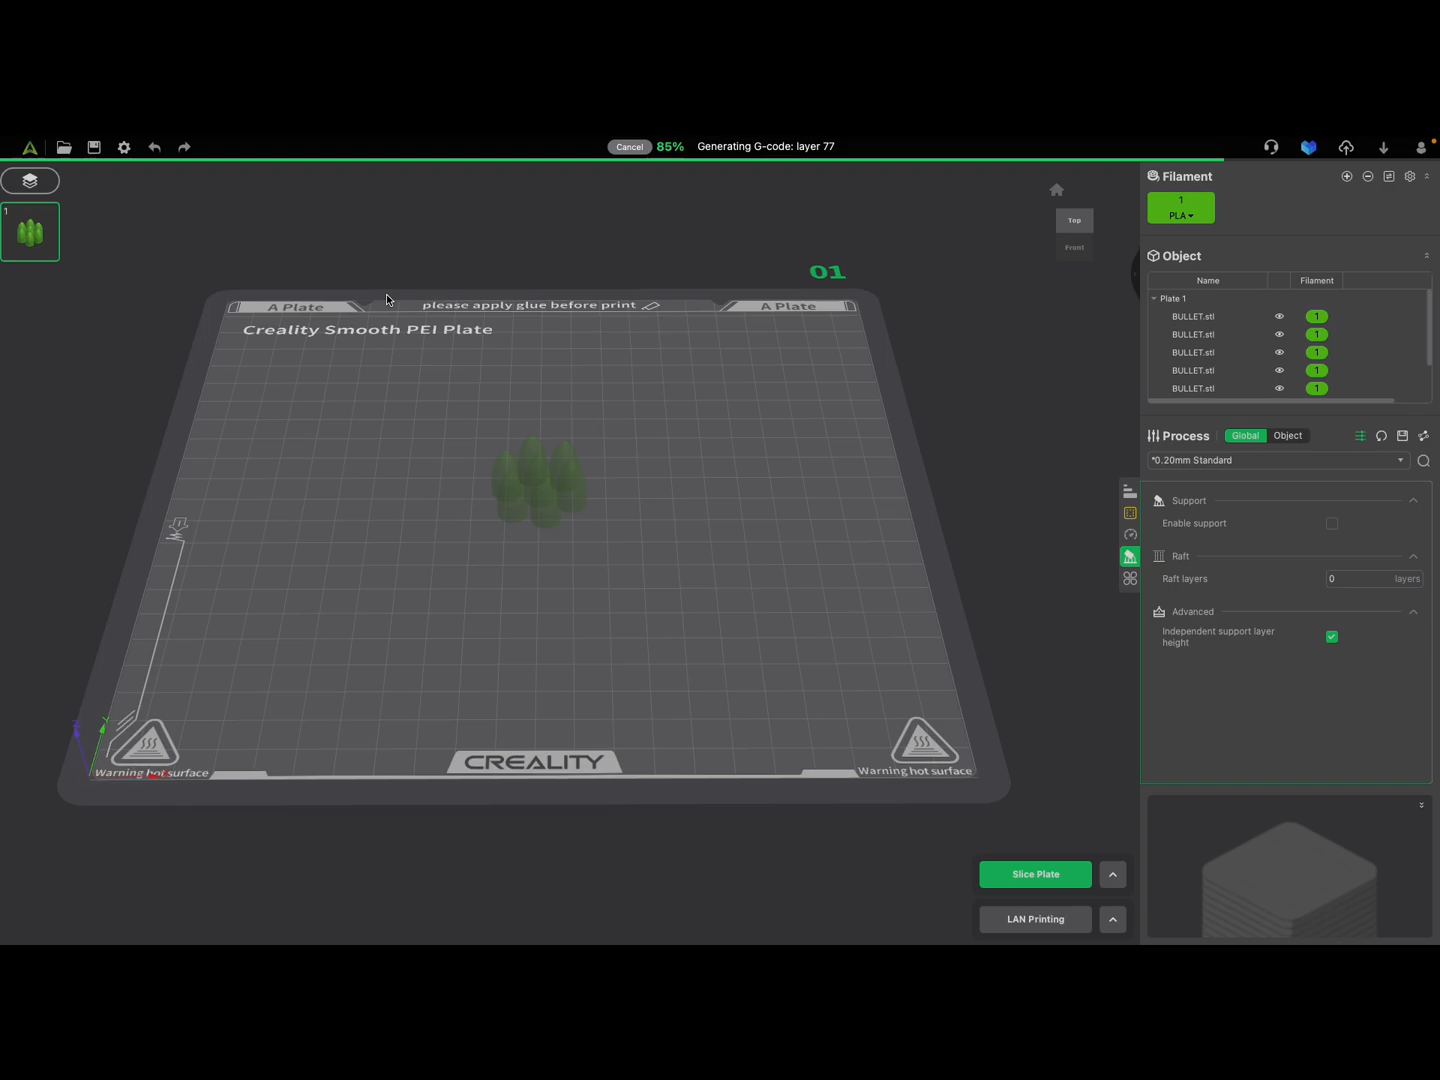 Cancel 85% Generating G-code: layer 77
1
Top
Front
01
A Plate please apply glue before print A Plate
Creality Smooth PEI Plate
Z Y
Warning hot surface CREALITY Warning hot surface
Slice Plate
LAN Printing
Filament
1
PLA
Object
Name Filament
Plate 1
BULLET.stl 1
BULLET.stl 1
BULLET.stl 1
BULLET.stl 1
BULLET.stl 1
Process Global Object
*0.20mm Standard
Support
Enable support
Raft
Raft layers 0 layers
Advanced
Independent support layer
height